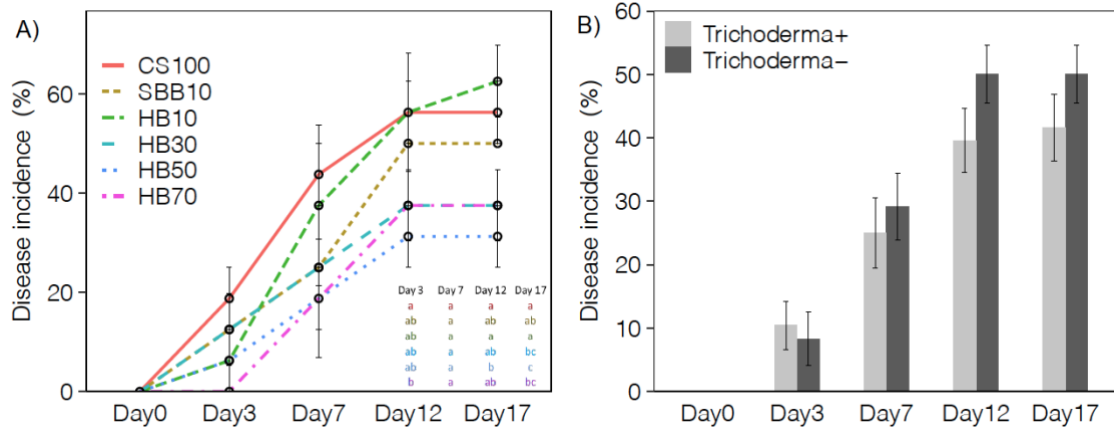 A)
Disease incidence (%)
60
40
20
0
CS100
SBB10
HB10
HB30
HB50
HB70
Day 3 Day 7 Day 12 Day 17
a a a a
ab a ab ab
ab a a a
ab a ab bc
ab a b c
b a ab bc
Day0 Day3 Day7 Day12 Day17
B)
Disease incidence (%)
60
50
40
30
20
10
0
Trichoderma+
Trichoderma−
Day0 Day3 Day7 Day12 Day17